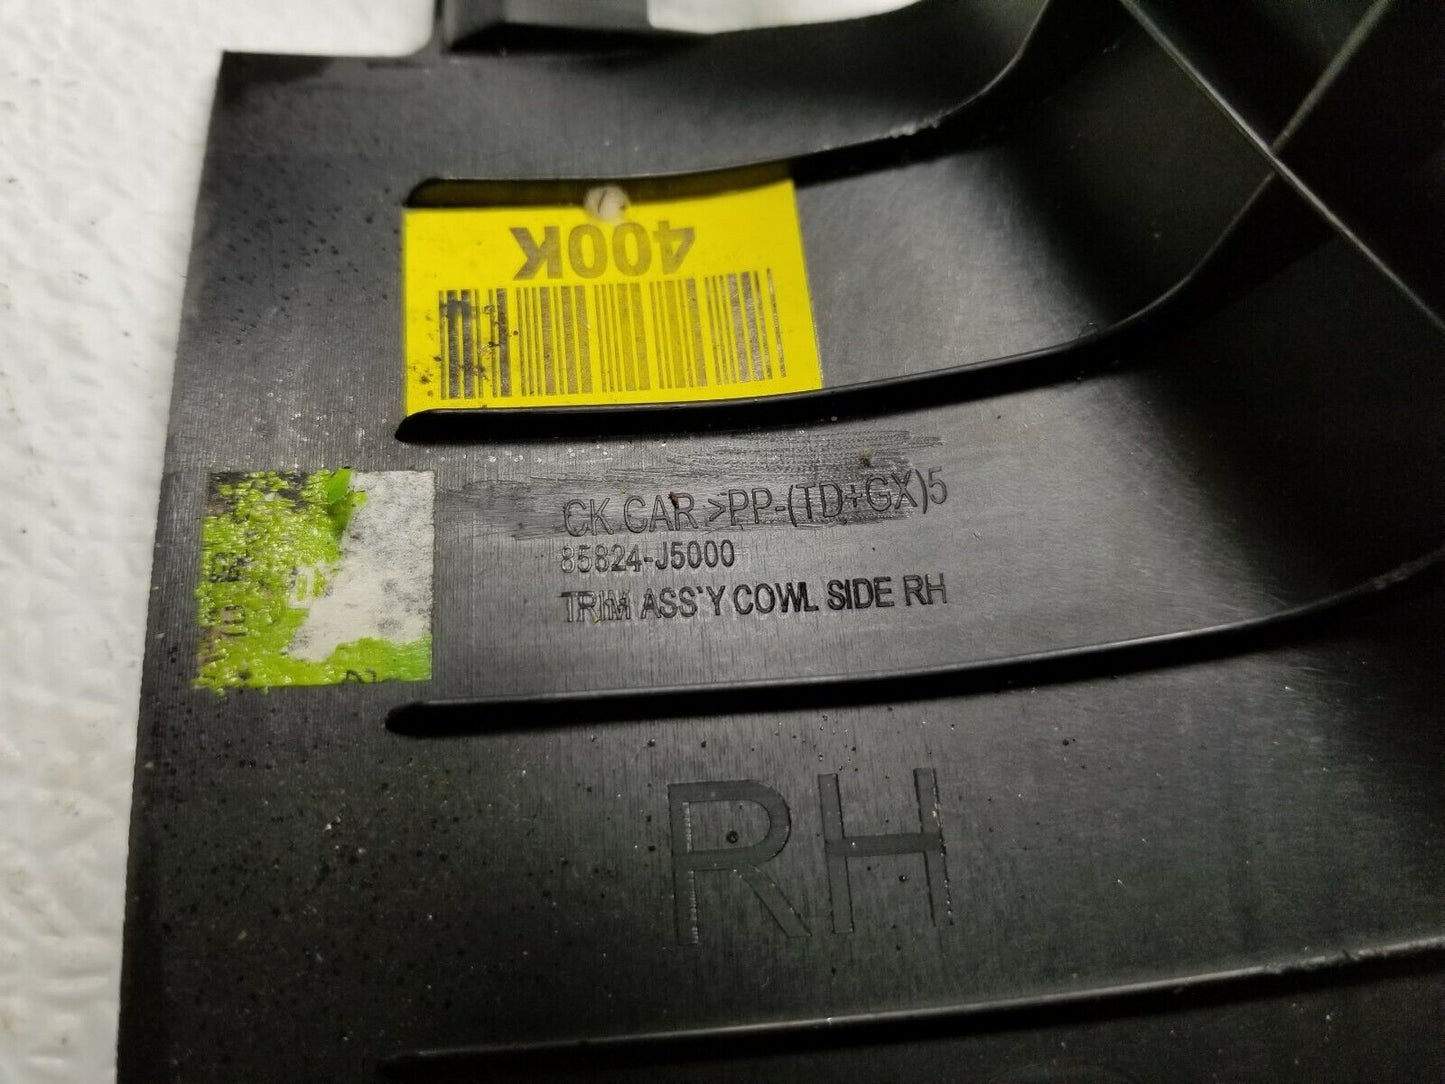 400K
CK CAR >PP-(TD+GX)5
85824-J5000
TRIM ASS'Y COWL SIDE RH
RH